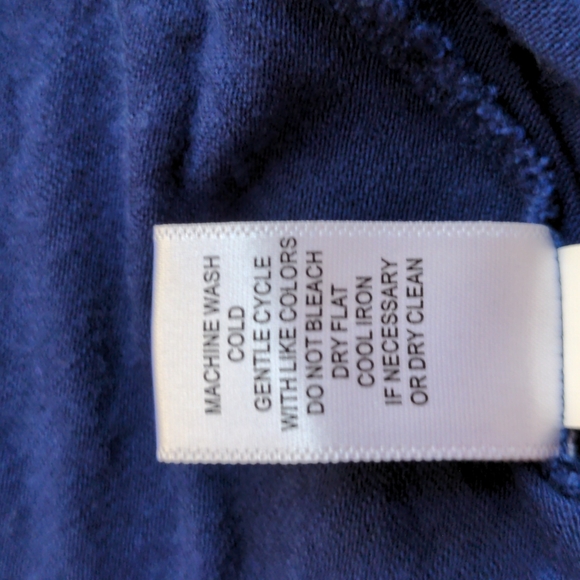 MACHINE WASH
COLD
GENTLE CYCLE
WITH LIKE COLORS
DO NOT BLEACH
DRY FLAT
COOL IRON
IF NECESSARY
OR DRY CLEAN